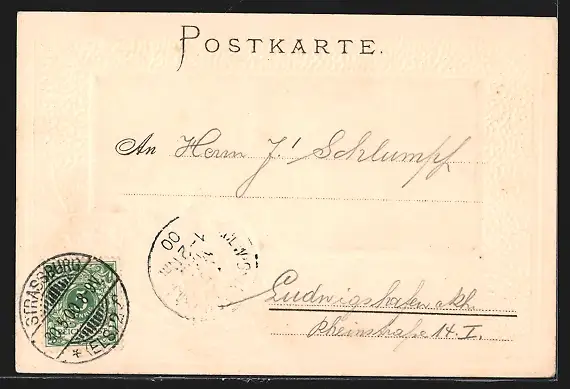 POSTKARTE.
An Herrn J. Schlumpf
Ludwigshafen a/Rh.
Rheinstraße 14. I.
STRASSBURG
(ELS.)